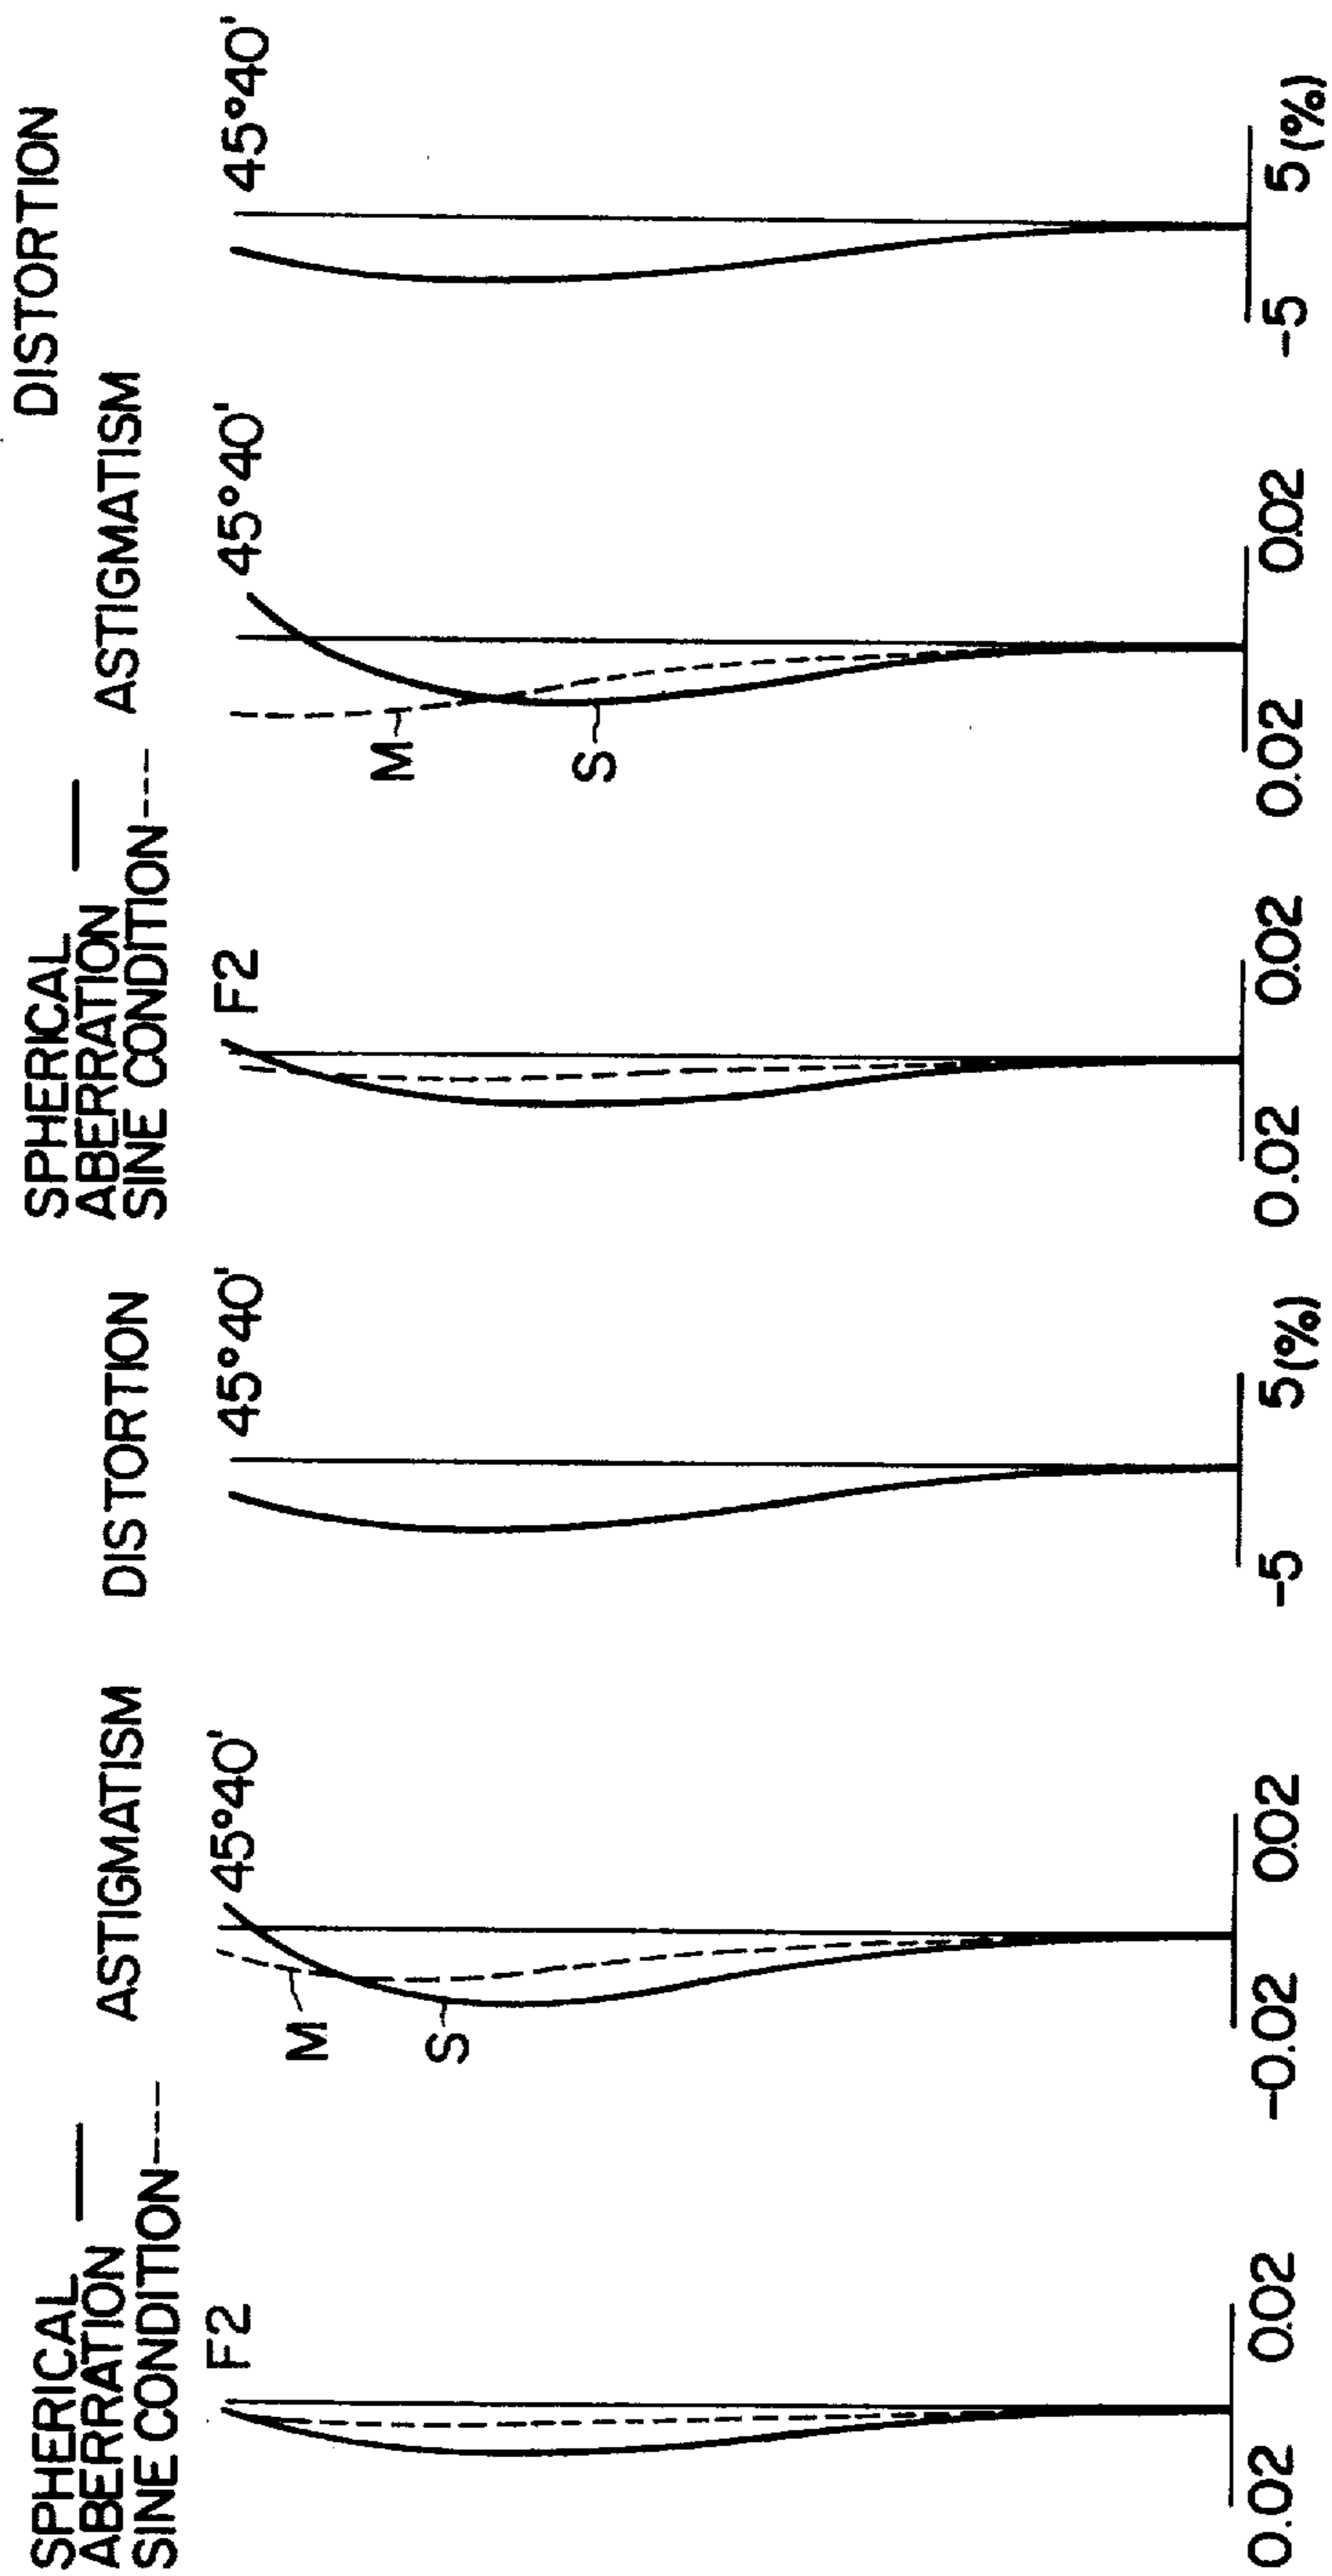 SPHERICAL
ABERRATION
SINE CONDITION
F2
0.02 0.02
ASTIGMATISM
45°40'
M
S
-0.02 0.02
DISTORTION
45°40'
-5 5(%)
SPHERICAL
ABERRATION
SINE CONDITION
F2
0.02 0.02
ASTIGMATISM
45°40'
M
S
0.02 0.02
DISTORTION
45°40'
-5 5(%)